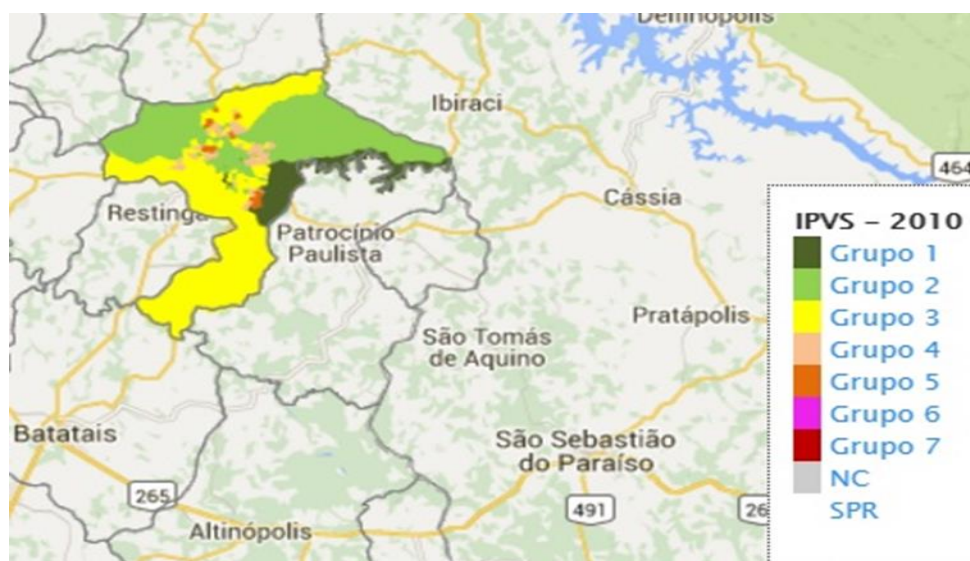 Delfinópolis
Ibiraci
464
Cássia
Restinga
Patrocípio
Paulista
Pratápolis
São Tomás
de Aquino
Batatais
São Sebastião
do Paraíso
265
491
26
Altinópolis
IPVS – 2010
Grupo 1
Grupo 2
Grupo 3
Grupo 4
Grupo 5
Grupo 6
Grupo 7
NC
SPR